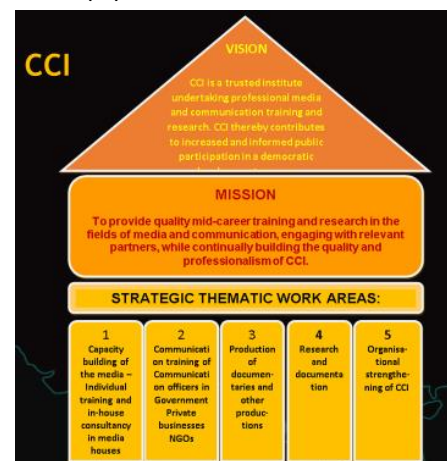 CCI
VISION
CCI is a trusted institute
undertaking professional media
and communication training and
research. CCI thereby contributes
to increased and informed public
participation in a democratic
MISSION
To provide quality mid-career training and research in the
fields of media and communication, engaging with relevant
partners, while continually building the quality and
professionalism of CCI.
STRATEGIC THEMATIC WORK AREAS:
1
Capacity
building of
the media –
Individual
training and
in-house
consultancy
in media
houses
2
Communicati
on training of
Communicati
on officers in
Government
Private
businesses
NGOs
3
Production
of
documen-
taries and
other
produc-
tions
4
Research
and
documenta
tion
5
Organisa-
tional
strengthe-
ning of CCI